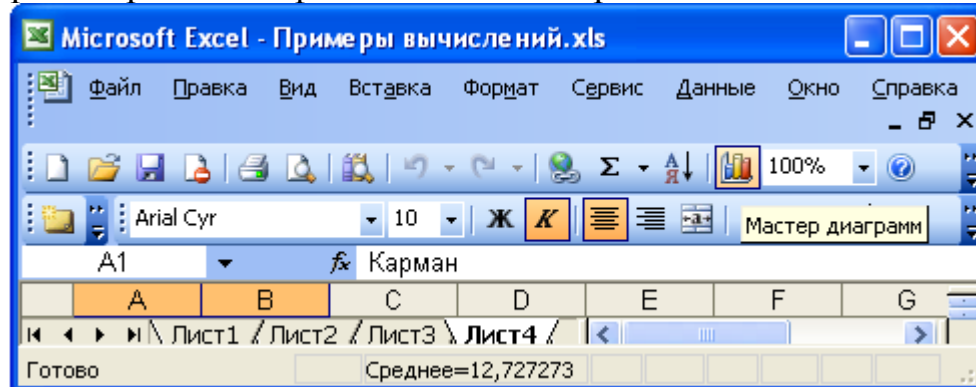 Microsoft Excel - Примеры вычислений.xls
Файл Правка Вид Вставка Формат Сервис Данные Окно Справка
100%
Arial Cyr 10 Ж К
Мастер диаграмм
A1 fx Карман
A B C D E F G
Лист1 Лист2 Лист3 Лист4
Готово Среднее=12,727273